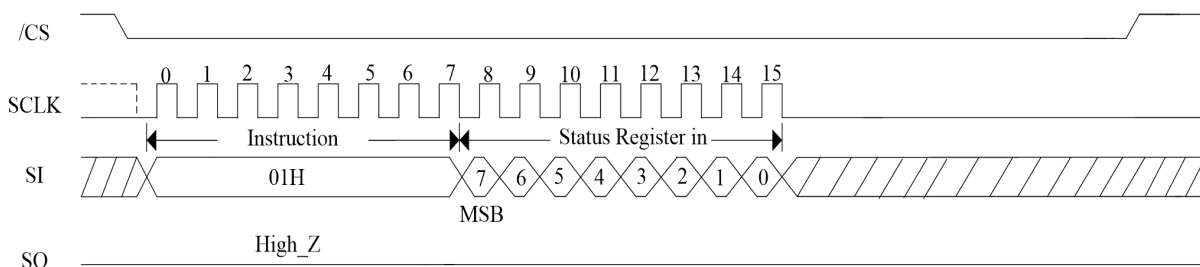 /CS
0 1 2 3 4 5 6 7 8 9 10 11 12 13 14 15
SCLK
Instruction Status Register in
SI 01H 7 6 5 4 3 2 1 0
MSB
High_Z
SO